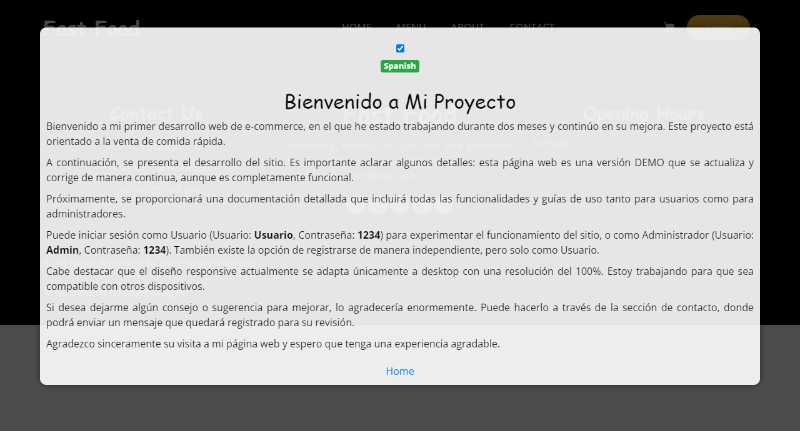 Fast Food
HOME MENU ABOUT CONTACT
Spanish
Bienvenido a Mi Proyecto
Contact Us
Fast Food
Opening Hours
Bienvenido a mi primer desarrollo web de e-commerce, en el que he estado trabajando durante dos meses y continúo en su mejora. Este proyecto está
orientado a la venta de comida rápida.
A continuación, se presenta el desarrollo del sitio. Es importante aclarar algunos detalles: esta página web es una versión DEMO que se actualiza y
corrige de manera continua, aunque es completamente funcional.
Próximamente, se proporcionará una documentación detallada que incluirá todas las funcionalidades y guías de uso tanto para usuarios como para
administradores.
Puede iniciar sesión como Usuario (Usuario: Usuario, Contraseña: 1234) para experimentar el funcionamiento del sitio, o como Administrador (Usuario:
Admin, Contraseña: 1234). También existe la opción de registrarse de manera independiente, pero solo como Usuario.
Cabe destacar que el diseño responsive actualmente se adapta únicamente a desktop con una resolución del 100%. Estoy trabajando para que sea
compatible con otros dispositivos.
Si desea dejarme algún consejo o sugerencia para mejorar, lo agradecería enormemente. Puede hacerlo a través de la sección de contacto, donde
podrá enviar un mensaje que quedará registrado para su revisión.
Agradezco sinceramente su visita a mi página web y espero que tenga una experiencia agradable.
Home